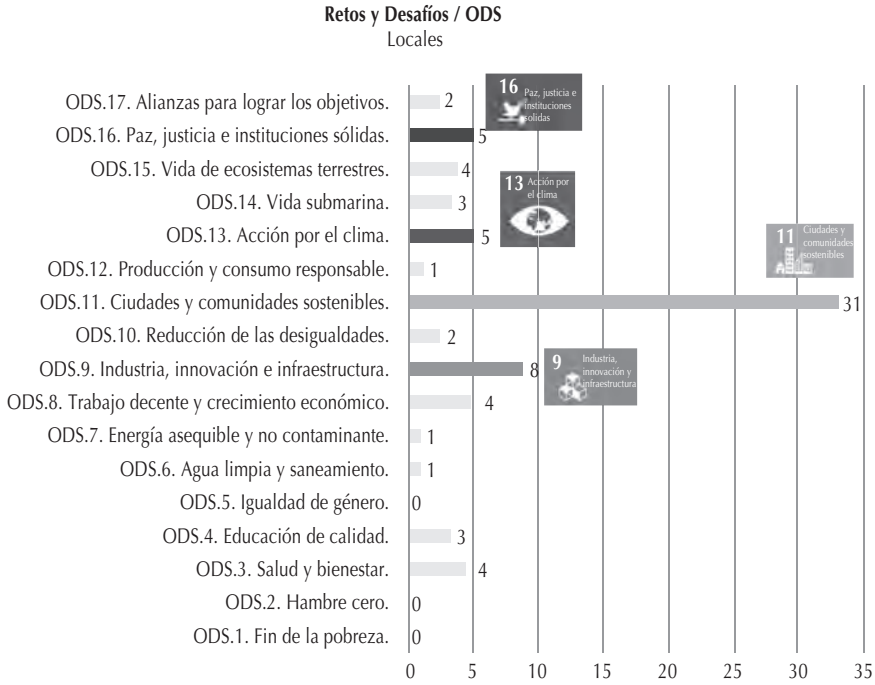 Retos y Desafíos / ODS
Locales
ODS.17. Alianzas para lograr los objetivos. 2
16 Paz, justicia e
instituciones
solidas
ODS.16. Paz, justicia e instituciones sólidas. 5
ODS.15. Vida de ecosistemas terrestres. 4
13 Acción por
el clima
ODS.14. Vida submarina. 3
ODS.13. Acción por el clima. 5
11 Ciudades y
comunidades
sostenibles
ODS.12. Producción y consumo responsable. 1
ODS.11. Ciudades y comunidades sostenibles. 31
ODS.10. Reducción de las desigualdades. 2
ODS.9. Industria, innovación e infraestructura. 8
9 Industria,
innovación y
infraestructura
ODS.8. Trabajo decente y crecimiento económico. 4
ODS.7. Energía asequible y no contaminante. 1
ODS.6. Agua limpia y saneamiento. 1
ODS.5. Igualdad de género. 0
ODS.4. Educación de calidad. 3
ODS.3. Salud y bienestar. 4
ODS.2. Hambre cero. 0
ODS.1. Fin de la pobreza. 0
0 5 10 15 20 25 30 35